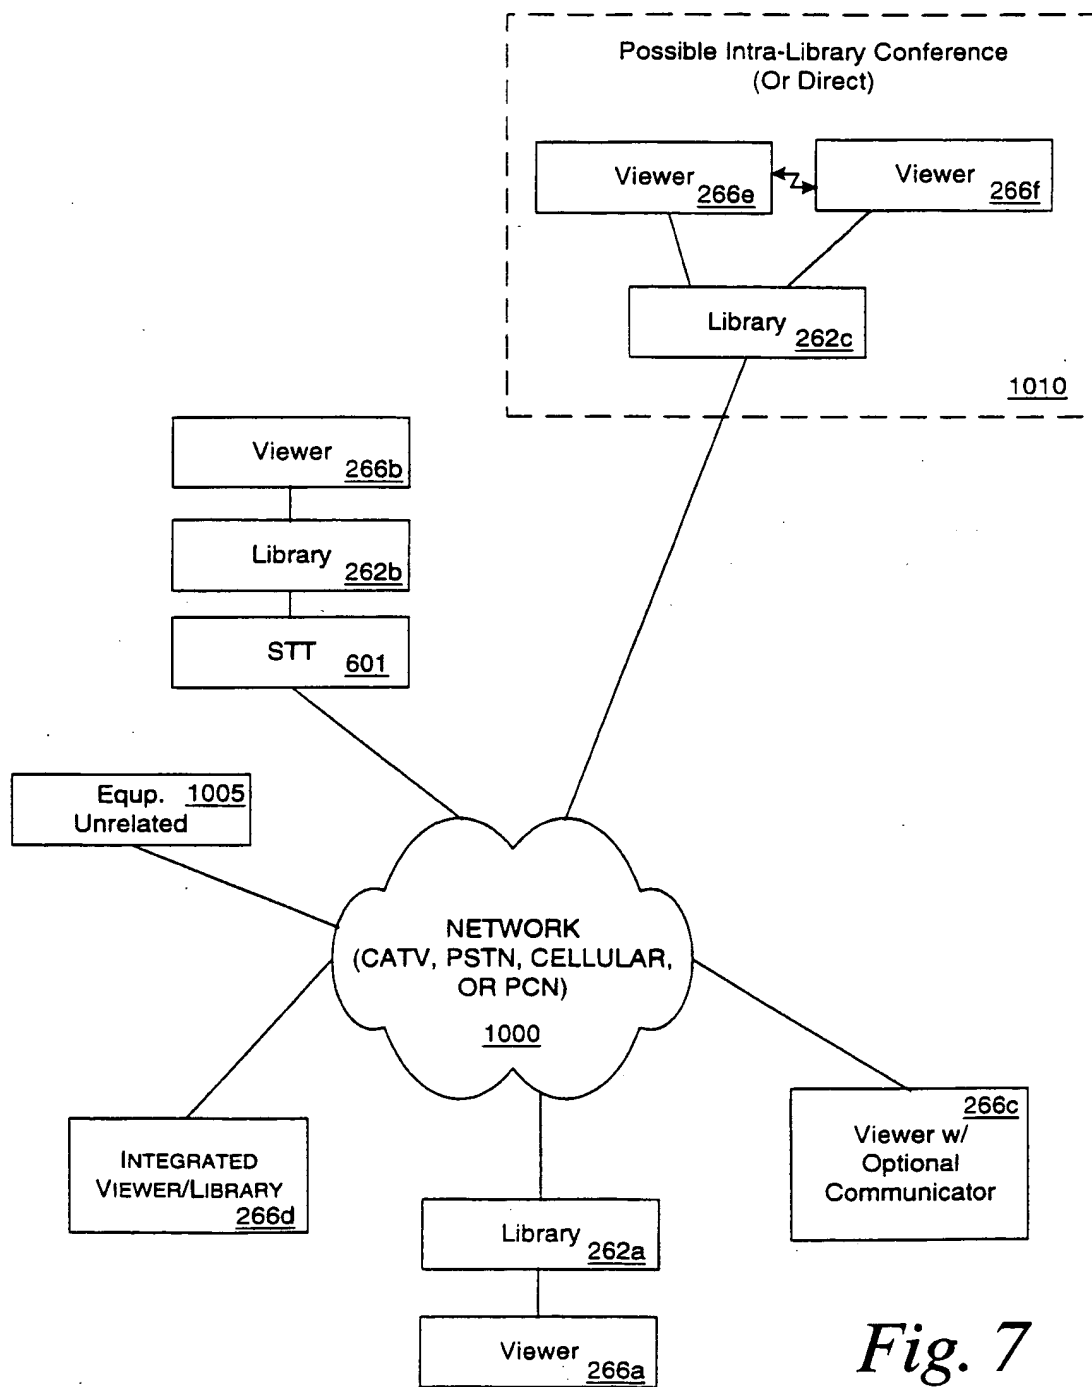 Possible Intra-Library Conference
(Or Direct)
Viewer
266e
Viewer
266f
Library
262c
1010
Viewer
266b
Library
262b
STT
601
Equp. 1005
Unrelated
NETWORK
(CATV, PSTN, CELLULAR,
OR PCN)
1000
INTEGRATED
VIEWER/LIBRARY
266d
266c
Viewer w/
Optional
Communicator
Library
262a
Viewer
266a
Fig. 7